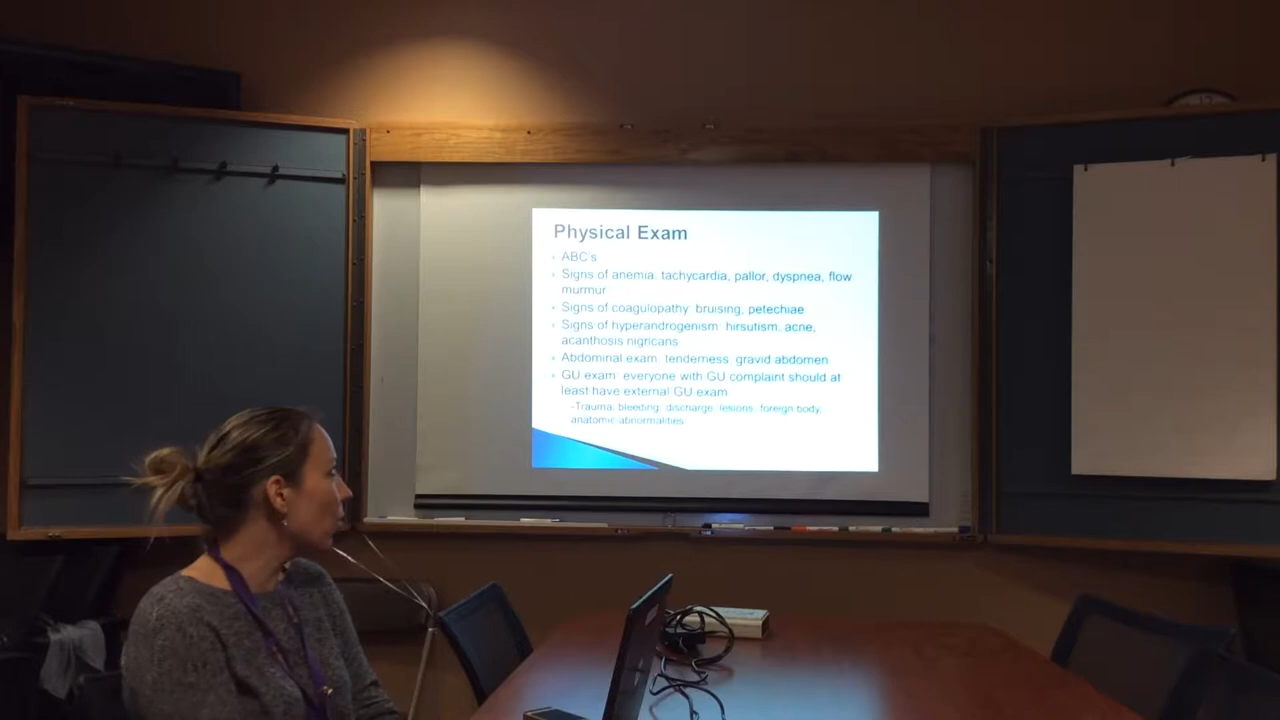 Physical Exam
ABC's
Signs of anemia: tachycardia, pallor, dyspnea, flow
murmur
Signs of coagulopathy: bruising, petechiae
Signs of hyperandrogenism: hirsutism, acne,
acanthosis nigricans
Abdominal exam: tenderness, gravid abdomen
GU exam: everyone with GU complaint should at
least have external GU exam
-Trauma, bleeding, discharge, lesions, foreign body,
anatomic abnormalities